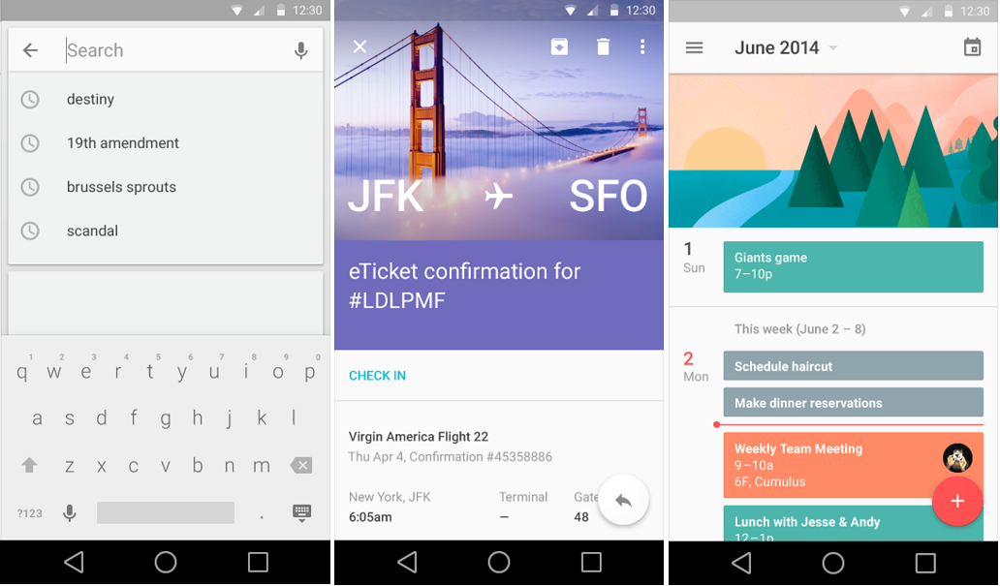 12:30
Search
destiny
19th amendment
brussels sprouts
scandal
1 2 3 4 5 6 7 8 9 0
q w e r t y u i o p
a s d f g h j k l
z x c v b n m
?123 .
12:30
JFK SFO
eTicket confirmation for
#LDLPMF
CHECK IN
Virgin America Flight 22
Thu Apr 4, Confirmation #45358886
New York, JFK Terminal Gate
6:05am — 48
12:30
June 2014
1 Giants game
Sun 7–10p
This week (June 2 – 8)
2 Schedule haircut
Mon
Make dinner reservations
Weekly Team Meeting
9–10a
6F, Cumulus
+
Lunch with Jesse & Andy
12–1p